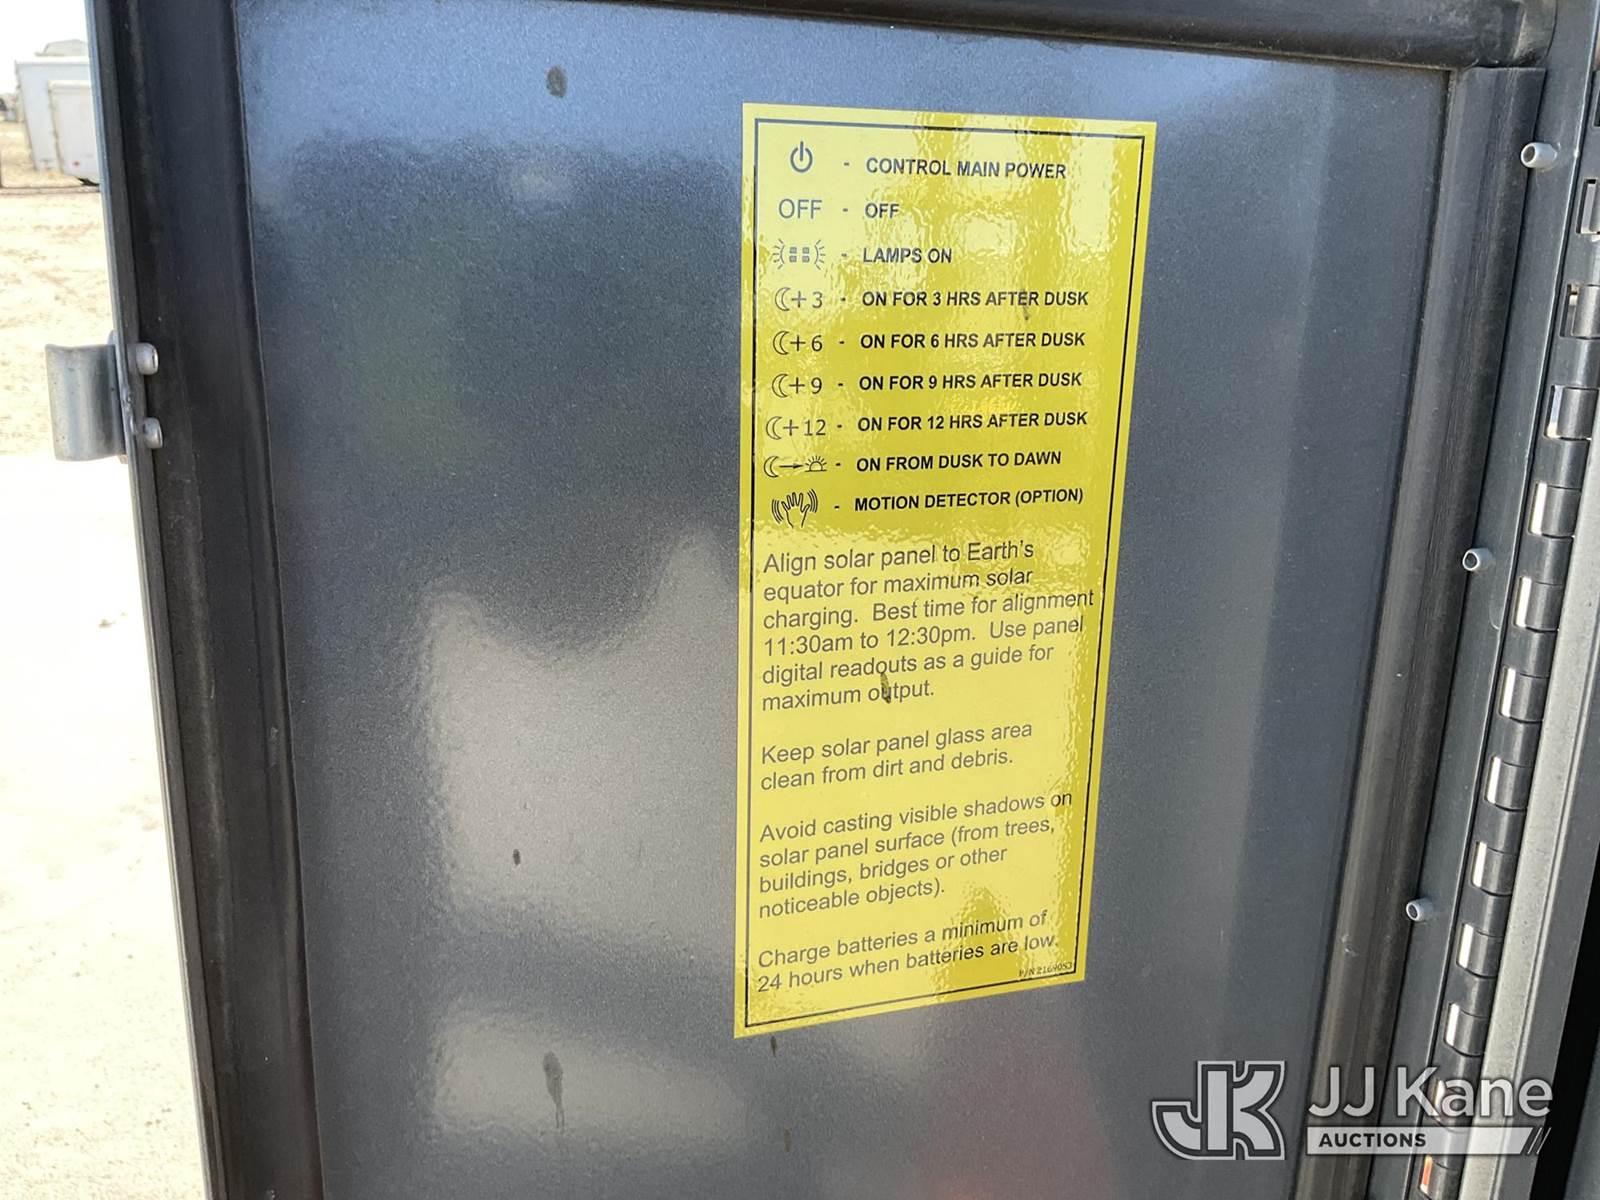 - CONTROL MAIN POWER
OFF - OFF
- LAMPS ON
+3 - ON FOR 3 HRS AFTER DUSK
+6 - ON FOR 6 HRS AFTER DUSK
+9 - ON FOR 9 HRS AFTER DUSK
+12 - ON FOR 12 HRS AFTER DUSK
- ON FROM DUSK TO DAWN
- MOTION DETECTOR (OPTION)
Align solar panel to Earth's
equator for maximum solar
charging. Best time for alignment
11:30am to 12:30pm. Use panel
digital readouts as a guide for
maximum output.
Keep solar panel glass area
clean from dirt and debris.
Avoid casting visible shadows on
solar panel surface (from trees,
buildings, bridges or other
noticeable objects).
Charge batteries a minimum of
24 hours when batteries are low.
P/N 2169053
JK JJ Kane
AUCTIONS